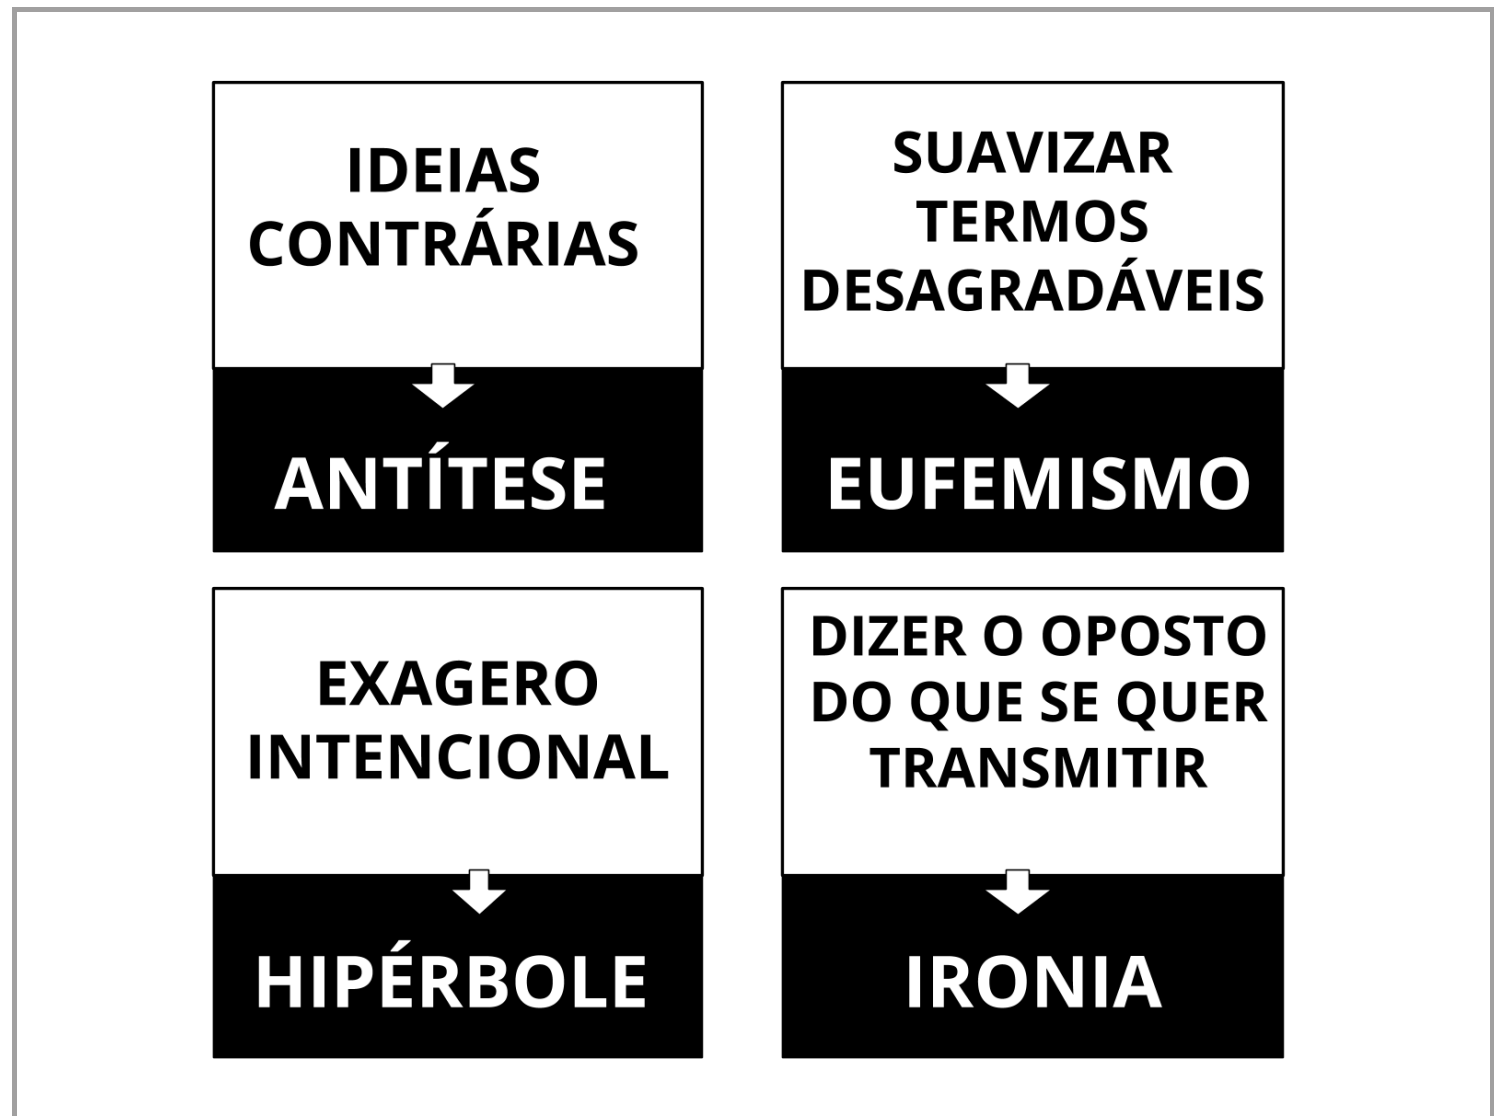 IDEIAS
CONTRÁRIAS
ANTÍTESE
SUAVIZAR
TERMOS
DESAGRADÁVEIS
EUFEMISMO
EXAGERO
INTENCIONAL
HIPÉRBOLE
DIZER O OPOSTO
DO QUE SE QUER
TRANSMITIR
IRONIA